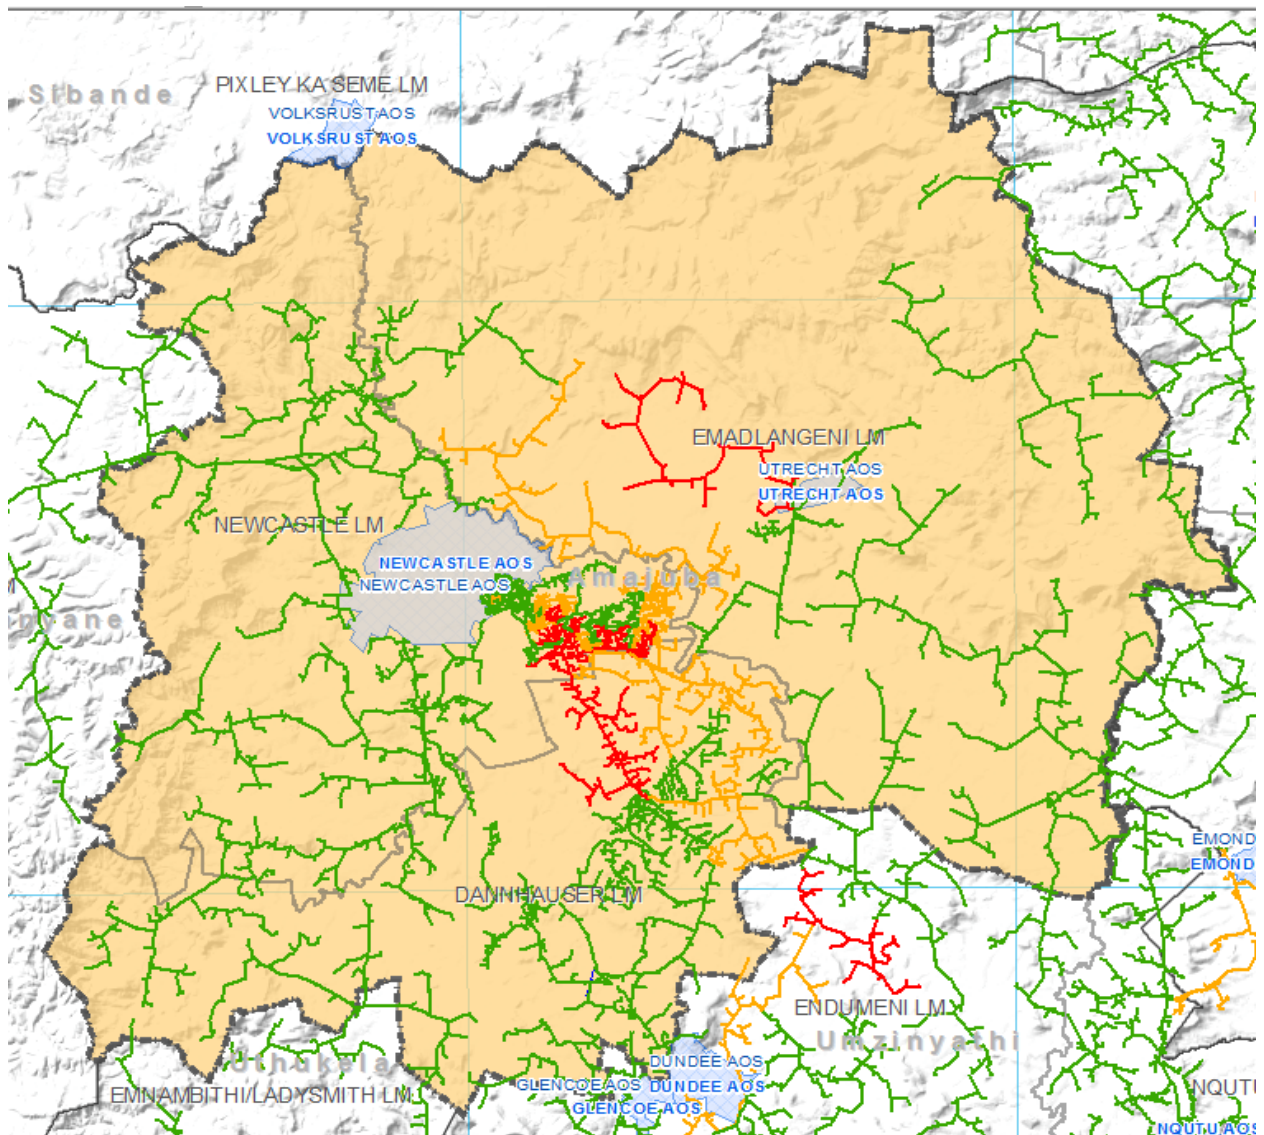 PIXLEY KA SEME LM
Sibande
VOLKSRUST AOS
VOLKSRUST AOS
EMADLANGENI LM
UTRECHT AOS
UTRECHT AOS
NEWCASTLE LM
NEWCASTLE AOS
NEWCASTLE AOS
Amajuba
nyane
EMOND
EMOND
DANNHAUSER LM
ENDUMENI LM
Umzinyathi
Uthukela
DUNDEE AOS
GLENCOE AOS
DUNDEE AOS
NQUTU
EMNAMBITHI/LADYSMITH LM
GLENCOE AOS
NQUTU AOS